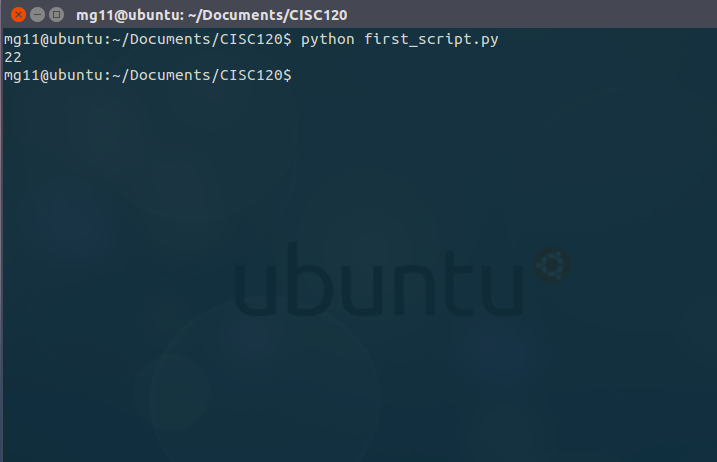 mg11@ubuntu: ~/Documents/CISC120
mg11@ubuntu:~/Documents/CISC120$ python first_script.py
22
mg11@ubuntu:~/Documents/CISC120$
ubuntu